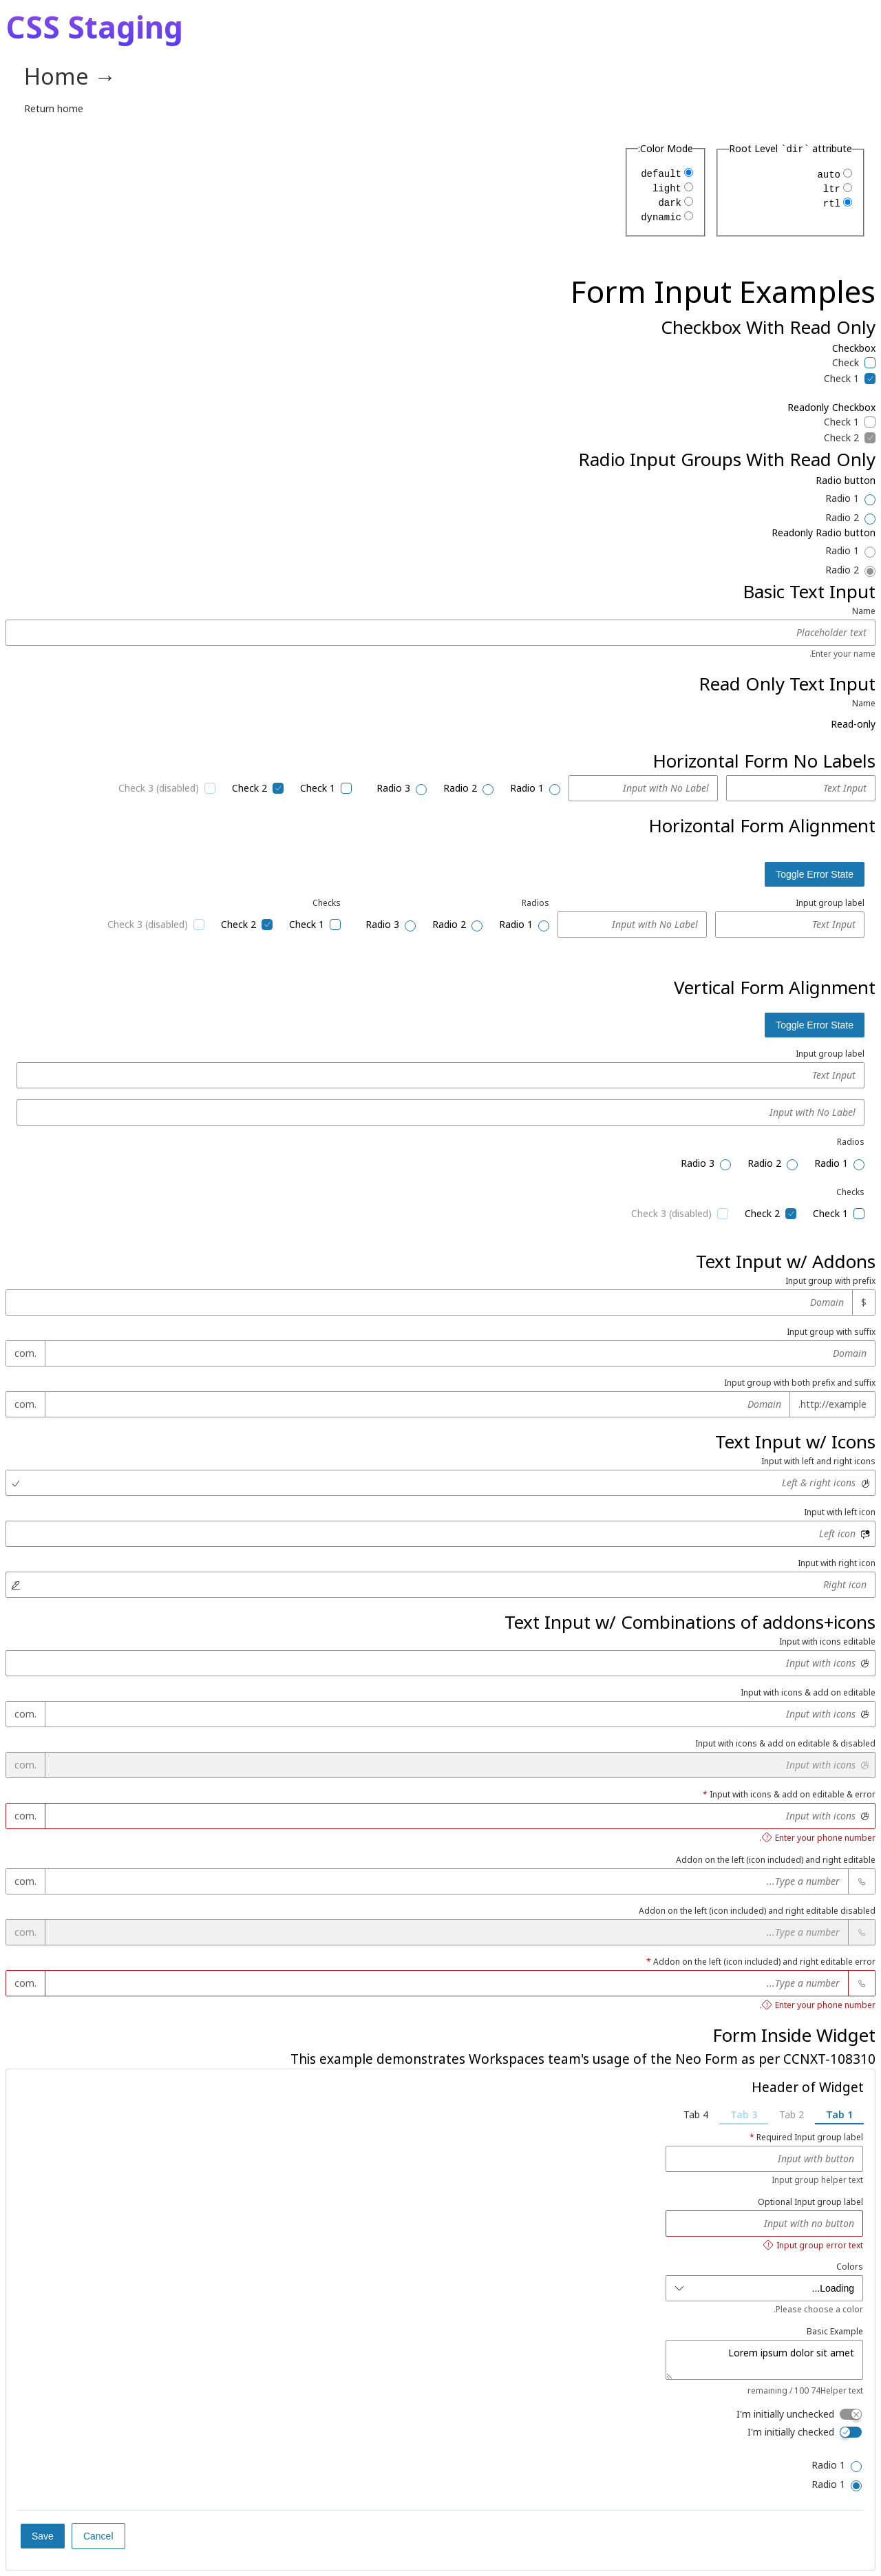 CSS Staging
Home →
Return home
Root Level `dir` attribute
auto
ltr
rtl
:Color Mode
default
light
dark
dynamic
Form Input Examples
Checkbox With Read Only
Checkbox
Check
Check 1
Readonly Checkbox
Check 1
Check 2
Radio Input Groups With Read Only
Radio button
Radio 1
Radio 2
Readonly Radio button
Radio 1
Radio 2
Basic Text Input
Name
Placeholder text
.Enter your name
Read Only Text Input
Name
Read-only
Horizontal Form No Labels
Text Input
Input with No Label
Radio 1
Radio 2
Radio 3
Check 1
Check 2
Check 3 (disabled)
Horizontal Form Alignment
Toggle Error State
Input group label
Radios
Checks
Text Input
Input with No Label
Radio 1
Radio 2
Radio 3
Check 1
Check 2
Check 3 (disabled)
Vertical Form Alignment
Toggle Error State
Input group label
Text Input
Input with No Label
Radios
Radio 1
Radio 2
Radio 3
Checks
Check 1
Check 2
Check 3 (disabled)
Text Input w/ Addons
Input group with prefix
$
Domain
Input group with suffix
Domain
com.
Input group with both prefix and suffix
.http://example
Domain
com.
Text Input w/ Icons
Input with left and right icons
Left & right icons
Input with left icon
Left icon
Input with right icon
Right icon
Text Input w/ Combinations of addons+icons
Input with icons editable
Input with icons
Input with icons & add on editable
Input with icons
com.
Input with icons & add on editable & disabled
Input with icons
com.
* Input with icons & add on editable & error
Input with icons
com.
. Enter your phone number
Addon on the left (icon included) and right editable
...Type a number
com.
Addon on the left (icon included) and right editable disabled
...Type a number
com.
* Addon on the left (icon included) and right editable error
...Type a number
com.
. Enter your phone number
Form Inside Widget
This example demonstrates Workspaces team's usage of the Neo Form as per CCNXT-108310
Header of Widget
Tab 1
Tab 2
Tab 3
Tab 4
* Required Input group label
Input with button
Input group helper text
Optional Input group label
Input with no button
Input group error text
Colors
...Loading
.Please choose a color
Basic Example
Lorem ipsum dolor sit amet
remaining / 100 74Helper text
I'm initially unchecked
I'm initially checked
Radio 1
Radio 1
Save
Cancel